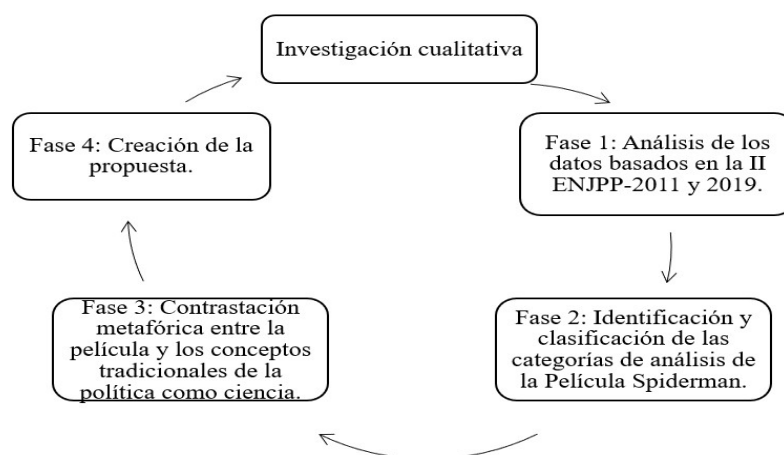 Investigación cualitativa
Fase 1: Análisis de los
datos basados en la II
ENJPP-2011 y 2019.
Fase 2: Identificación y
clasificación de las
categorías de análisis de
la Película Spiderman.
Fase 3: Contrastación
metafórica entre la
película y los conceptos
tradicionales de la
política como ciencia.
Fase 4: Creación de la
propuesta.